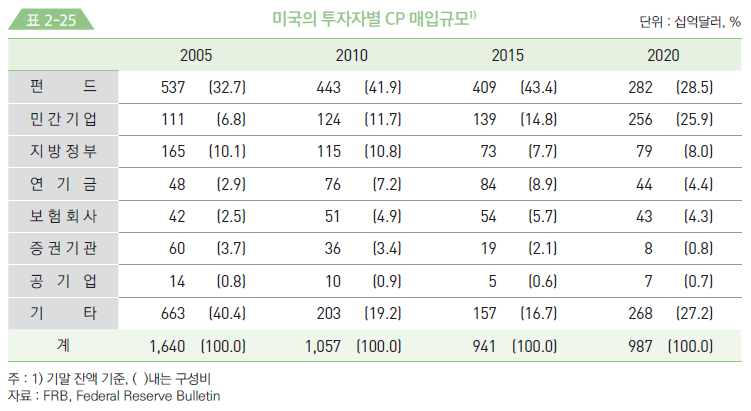 표 2-25 미국의 투자자별 CP 매입규모1) 단위 : 십억달러, %
2005 2010 2015 2020
펀 드 537 (32.7) 443 (41.9) 409 (43.4) 282 (28.5)
민간기업 111 (6.8) 124 (11.7) 139 (14.8) 256 (25.9)
지방정부 165 (10.1) 115 (10.8) 73 (7.7) 79 (8.0)
연 기 금 48 (2.9) 76 (7.2) 84 (8.9) 44 (4.4)
보험회사 42 (2.5) 51 (4.9) 54 (5.7) 43 (4.3)
증권기관 60 (3.7) 36 (3.4) 19 (2.1) 8 (0.8)
공 기 업 14 (0.8) 10 (0.9) 5 (0.6) 7 (0.7)
기 타 663 (40.4) 203 (19.2) 157 (16.7) 268 (27.2)
계 1,640 (100.0) 1,057 (100.0) 941 (100.0) 987 (100.0)
주 : 1) 기말 잔액 기준, ( )내는 구성비
자료 : FRB, Federal Reserve Bulletin